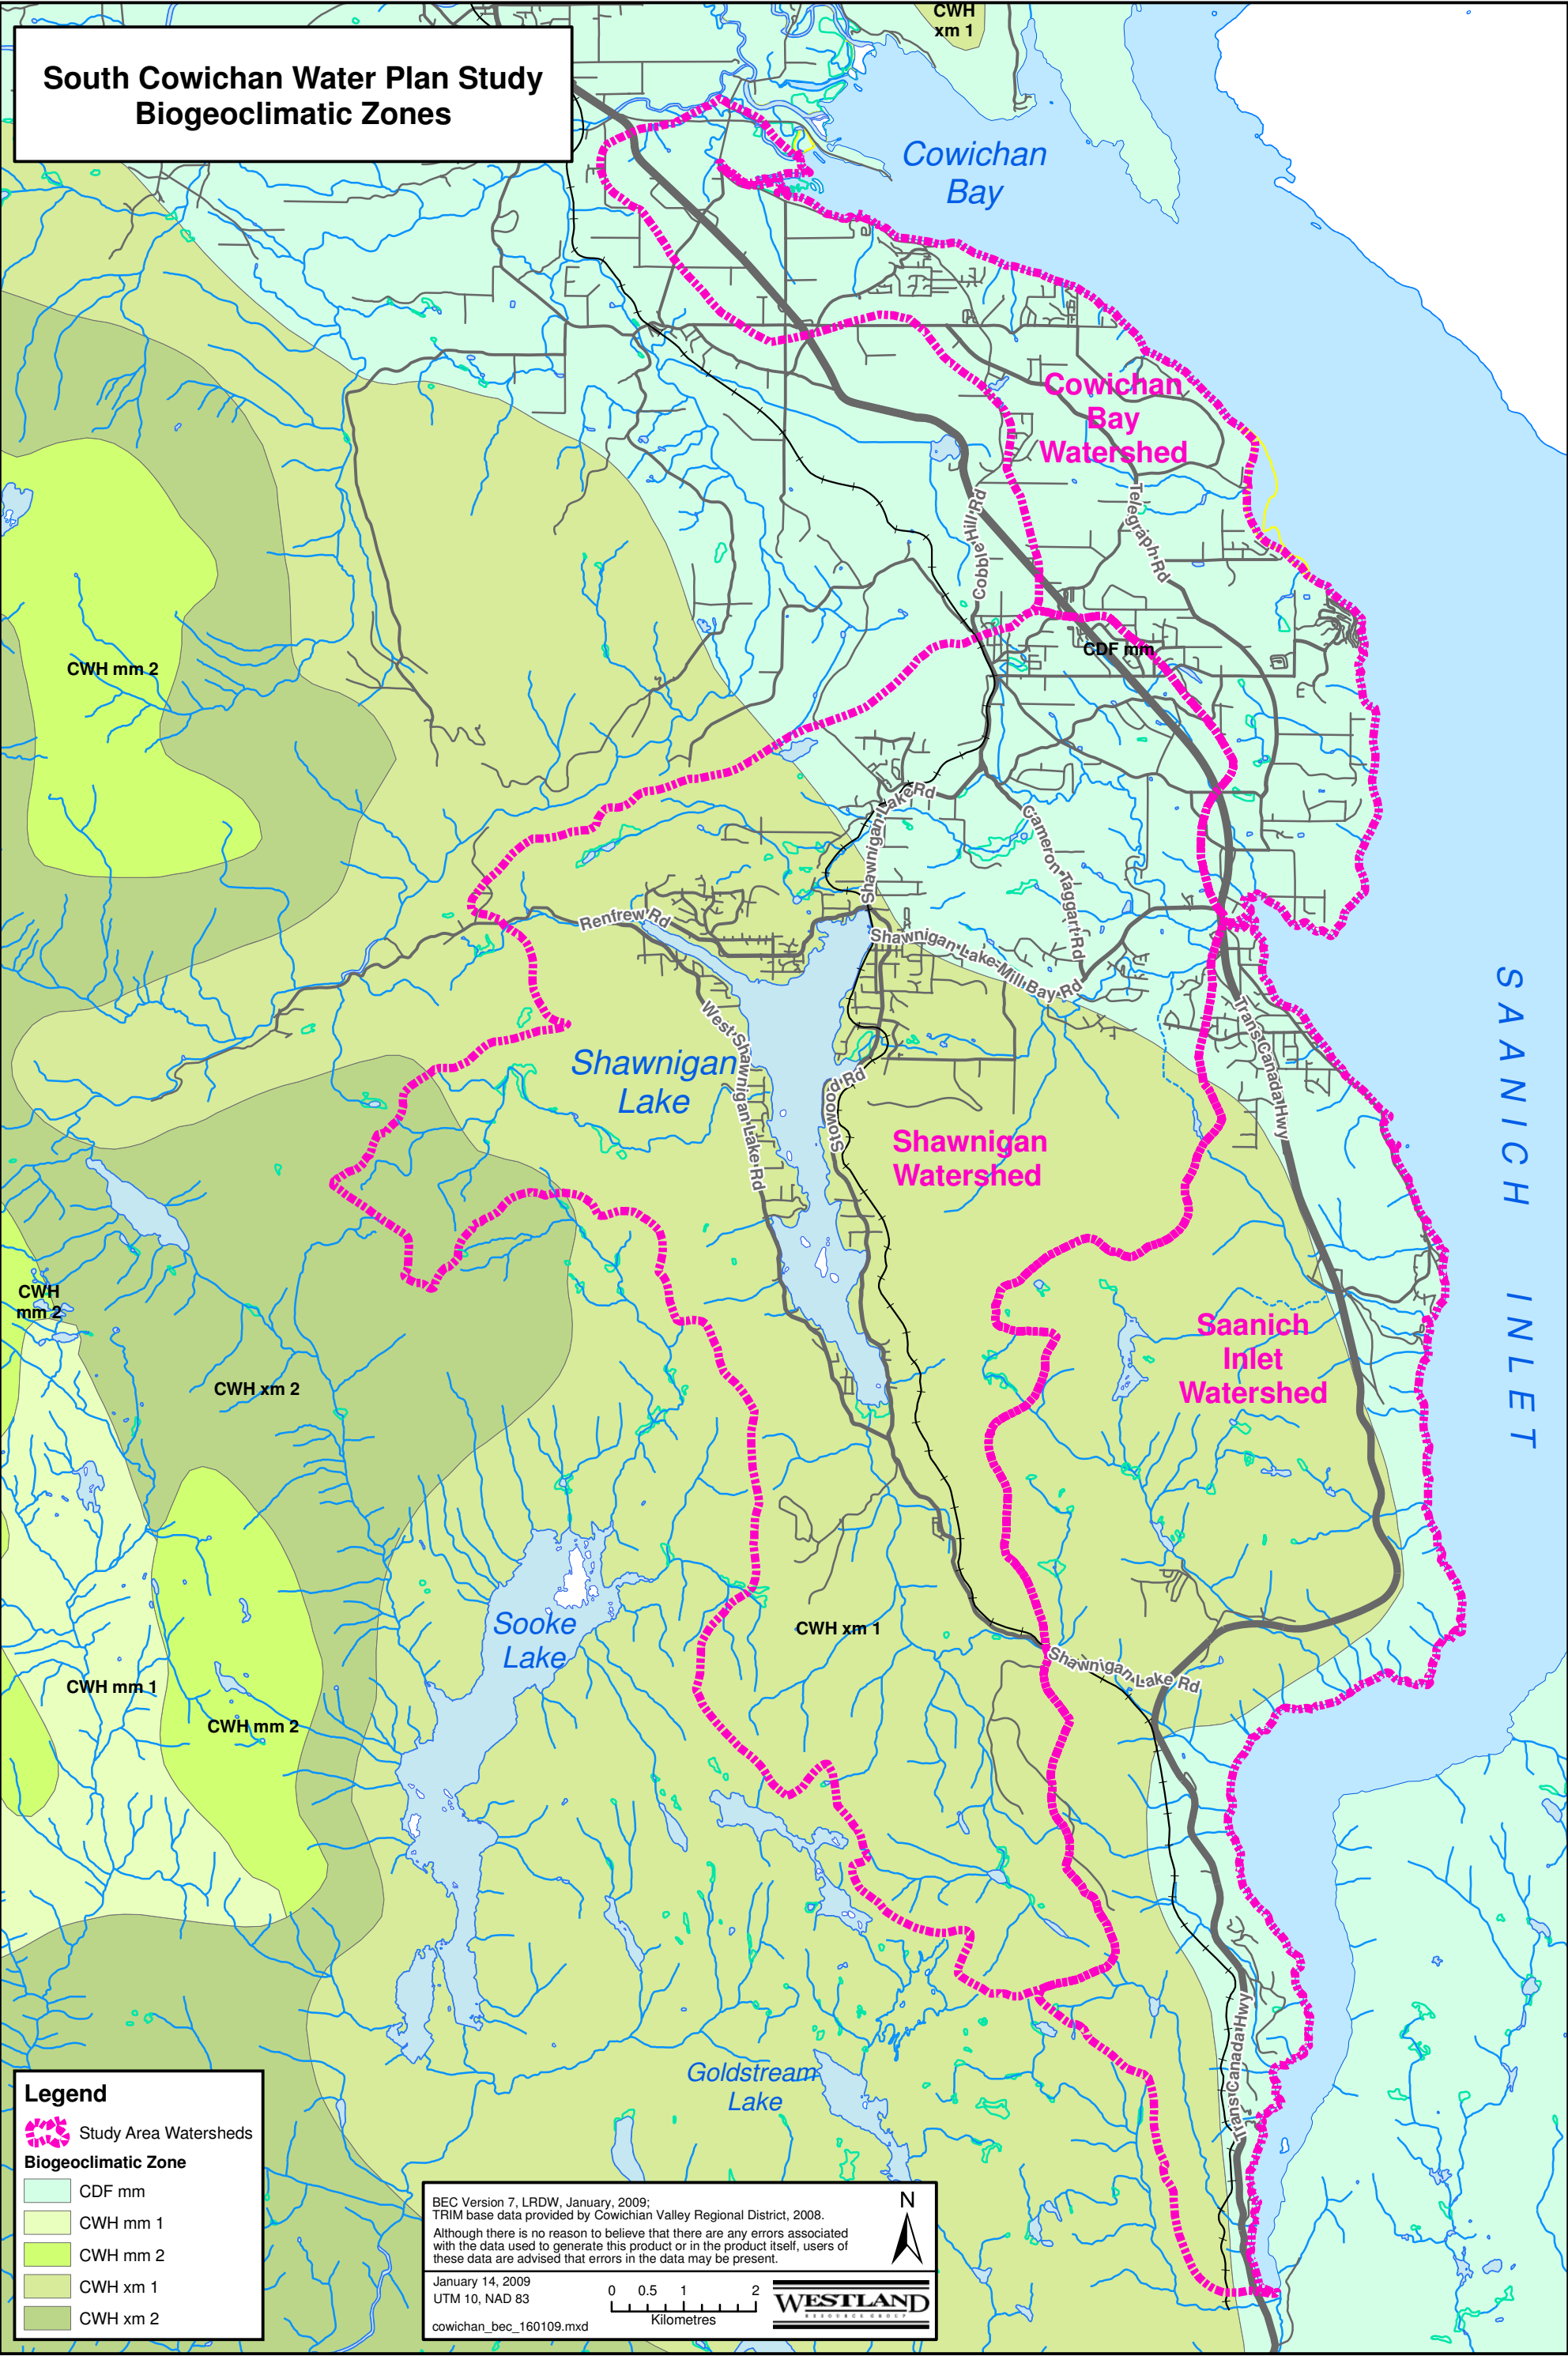 South Cowichan Water Plan Study
Biogeoclimatic Zones
CWH
xm 1
Cowichan
Bay
Cowichan
Bay
Watershed
Telegraph Rd
Cobble Hill Rd
CDF mm
CWH mm 2
Shawnigan Lake Rd
Cameron Taggart Rd
Renfrew Rd
Shawnigan Lake-Mill Bay Rd
West Shawnigan Lake Rd
Shawnigan
Lake
Stowood Rd
Trans Canada Hwy
SAANICH INLET
Shawnigan
Watershed
CWH
mm 2
Saanich
Inlet
Watershed
CWH xm 2
Sooke
Lake
CWH xm 1
Shawnigan Lake Rd
CWH mm 1
CWH mm 2
Trans Canada Hwy
Trans Canada Hwy
Goldstream
Lake
Legend
Study Area Watersheds
Biogeoclimatic Zone
CDF mm
CWH mm 1
CWH mm 2
CWH xm 1
CWH xm 2
BEC Version 7, LRDW, January, 2009;
TRIM base data provided by Cowichian Valley Regional District, 2008.
Although there is no reason to believe that there are any errors associated
with the data used to generate this product or in the product itself, users of
these data are advised that errors in the data may be present.
N
January 14, 2009
UTM 10, NAD 83
cowichan_bec_160109.mxd
0 0.5 1 2
Kilometres
WESTLAND
RESOURCE GROUP